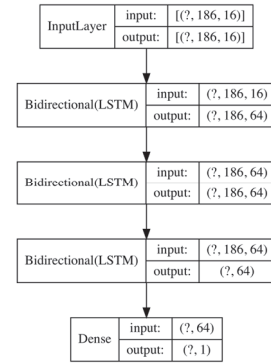 InputLayer
input: [(?, 186, 16)]
output: [(?, 186, 16)]
Bidirectional(LSTM)
input: (?, 186, 16)
output: (?, 186, 64)
Bidirectional(LSTM)
input: (?, 186, 64)
output: (?, 186, 64)
Bidirectional(LSTM)
input: (?, 186, 64)
output: (?, 64)
Dense
input: (?, 64)
output: (?, 1)